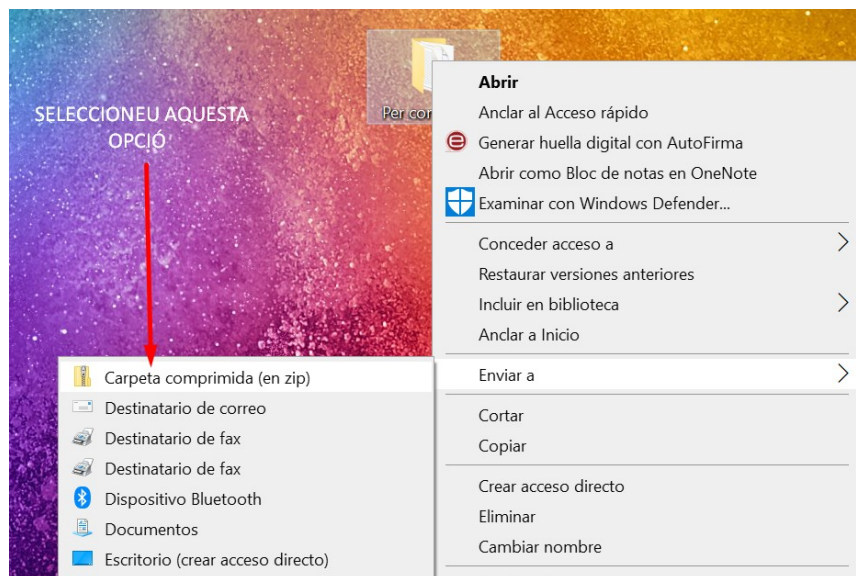 SELECCIONEU AQUESTA
OPCIÓ
Per
Abrir
Anclar al Acceso rápido
Generar huella digital con AutoFirma
Abrir como Bloc de notas en OneNote
Examinar con Windows Defender...
Conceder acceso a
Restaurar versiones anteriores
Incluir en biblioteca
Anclar a Inicio
Enviar a
Cortar
Copiar
Crear acceso directo
Eliminar
Cambiar nombre
Carpeta comprimida (en zip)
Destinatario de correo
Destinatario de fax
Destinatario de fax
Dispositivo Bluetooth
Documentos
Escritorio (crear acceso directo)